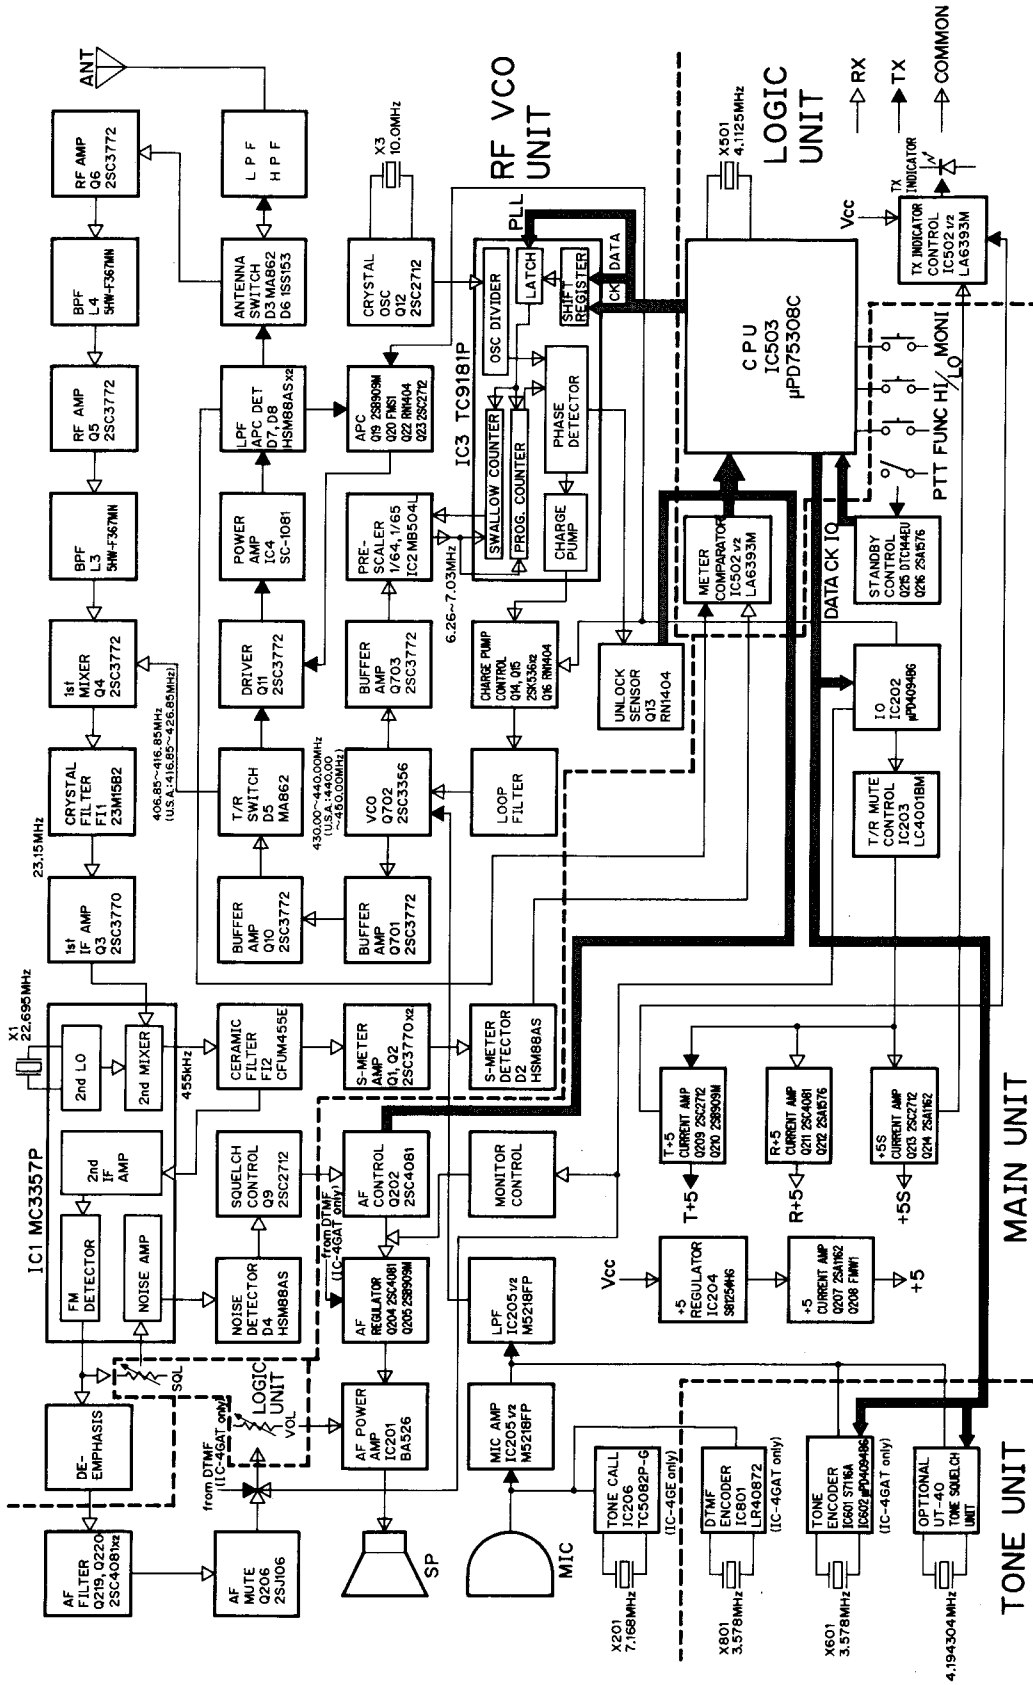 ANT
RF AMP
Q6
2SC3772
BPF
L4
5HW-F367MN
RF AMP
Q5
2SC3772
BPF
L3
5HW-F367MN
1st
MIXER
Q4
2SC3772
CRYSTAL
FILTER
FI1
23M15B2
23.15MHz
1st
IF AMP
Q3
2SC3770
X1
22.695MHz
IC1 MC3357P
2nd LO
2nd MIXER
455kHz
2nd
IF AMP
FM
DETECTOR
NOISE AMP
DE-
EMPHASIS
AF
FILTER
Q219, Q220
2SC4081x2
LPF
HPF
ANTENNA
SWITCH
D3 MA862
D6 1SS153
LPF
APC DET
D7, D8
HSM88ASx2
POWER
AMP
IC4
SC-1081
DRIVER
Q11
2SC3772
406.85~416.85MHz
(U.S.A.:416.85~426.85MHz)
T/R
SWITCH
D5
MA862
BUFFER
AMP
Q10
2SC3772
CERAMIC
FILTER
FI2
CFUM455E
SQUELCH
CONTROL
Q9
2SC2712
NOISE
DETECTOR
D4
HSM88AS
SQL
LOGIC
UNIT
VOL
from DTMF
(IC-4GAT only)
AF
MUTE
Q206
2SJ106
X3
10.0MHz
CRYSTAL
OSC
Q12
2SC2712
APC
Q19 2SB909M
Q20 FMS1
Q22 RN1404
Q23 2SC2712
PRE-
SCALER
1/64, 1/65
IC2 MB504L
BUFFER
AMP
Q703
2SC3772
430.00~440.00MHz
(U.S.A.:440.00
~450.00MHz)
VCO
Q702
2SC3356
BUFFER
AMP
Q701
2SC3772
S-METER
AMP
Q1, Q2
2SC3770x2
AF
CONTROL
Q202
2SC4081
from DTMF
(IC-4GAT only)
AF
REGULATOR
Q204 2SC4081
Q205 2SB909M
AF POWER
AMP
IC201
BA526
SP
RF VCO
UNIT
PLL
IC3 TC9181P
OSC DIVIDER
LATCH
SHIFT
REGISTER
SWALLOW COUNTER
PROG. COUNTER
PHASE
DETECTOR
CHARGE
PUMP
CK
DATA
6.26~7.03MHz
CHARGE PUMP
CONTROL
Q14, Q15
2SK536x2
Q16 RN1404
LOOP
FILTER
S-METER
DETECTOR
D2
HSM88AS
MONITOR
CONTROL
LPF
IC205 1/2
M5218FP
MIC AMP
IC205 1/2
M5218FP
MIC
UNLOCK
SENSOR
Q13
RN1404
X501
4.1125MHz
LOGIC
UNIT
CPU
IC503
μPD75308C
METER
COMPARATOR
IC502 1/2
LA6393M
DATA CK IO
STANDBY
CONTROL
Q215 DTC144EU
Q216 2SA1576
PTT FUNC HI/LO MONI
Vcc
TX INDICATOR
CONTROL
IC502 1/2
LA6393M
TX
INDICATOR
RX
TX
COMMON
IO
IC202
μPD4094BG
T/R MUTE
CONTROL
IC203
LC4001BM
T+5
CURRENT AMP
Q209 2SC2712
Q210 2SB909M
T+5
R+5
CURRENT AMP
Q211 2SC4081
Q212 2SA1576
R+5
+5S
CURRENT AMP
Q213 2SC2712
Q214 2SA1162
+5S
Vcc
+5
REGULATOR
IC204
S81250HG
+5
CURRENT AMP
Q207 2SA1162
Q208 FMW1
+5
MAIN UNIT
TONE CALL
IC206
TC5082P-G
(IC-4GE only)
X201
7.168MHz
DTMF
ENCODER
IC801
LR40872
(IC-4GAT only)
X801
3.578MHz
TONE
ENCODER
IC601 S7116A
IC602 μPD4094BG
(IC-4GAT only)
X601
3.578MHz
OPTIONAL
UT-40
TONE SQUELCH
UNIT
4.194304MHz
TONE UNIT